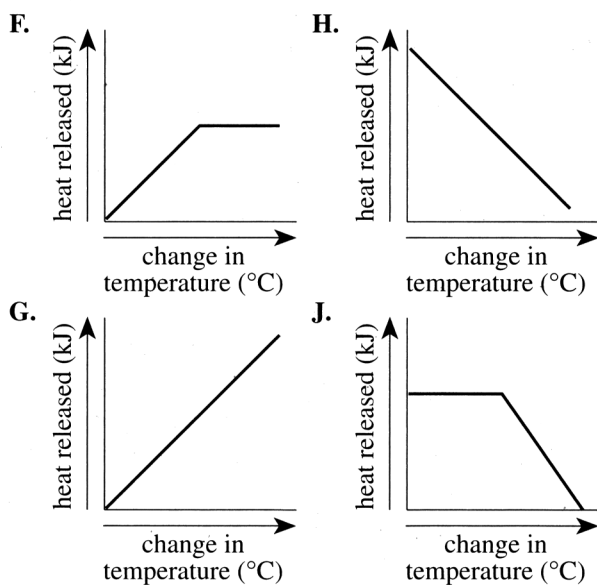 F.
heat released (kJ)
change in
temperature (°C)
H.
heat released (kJ)
change in
temperature (°C)
G.
heat released (kJ)
change in
temperature (°C)
J.
heat released (kJ)
change in
temperature (°C)